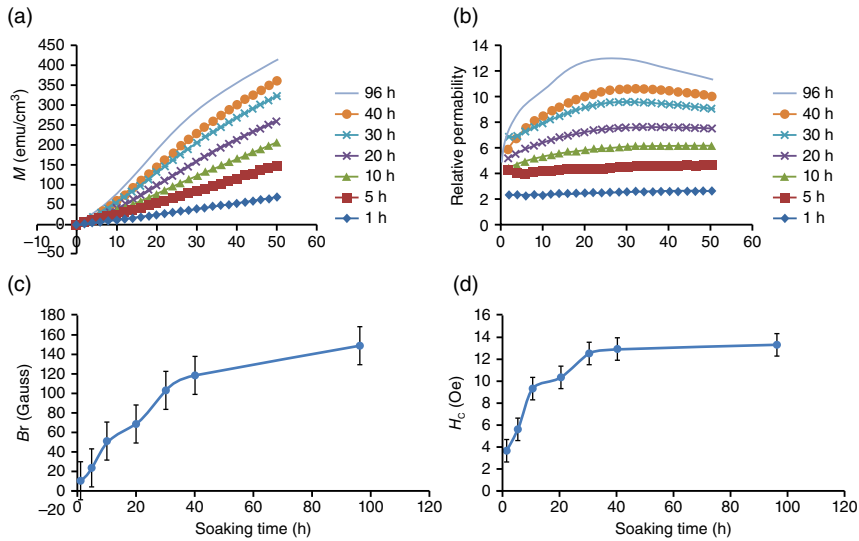 (a)
M (emu/cm³)
450
400
350
300
250
200
150
100
50
0
−50
−10 0 10 20 30 40 50 60
96 h
40 h
30 h
20 h
10 h
5 h
1 h
(b)
Relative permability
14
12
10
8
6
4
2
0
0 10 20 30 40 50 60
96 h
40 h
30 h
20 h
10 h
5 h
1 h
(c)
Br (Gauss)
180
160
140
120
100
80
60
40
20
0
−20
0 20 40 60 80 100 120
Soaking time (h)
(d)
Hc (Oe)
16
14
12
10
8
6
4
2
0
0 20 40 60 80 100 120
Soaking time (h)